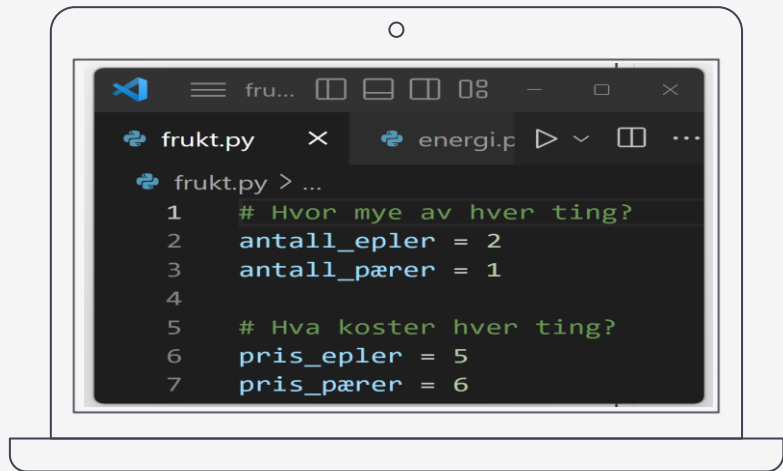 fru...
frukt.py energi.p
frukt.py > ...
1 # Hvor mye av hver ting?
2 antall_epler = 2
3 antall_pærer = 1
4
5 # Hva koster hver ting?
6 pris_epler = 5
7 pris_pærer = 6